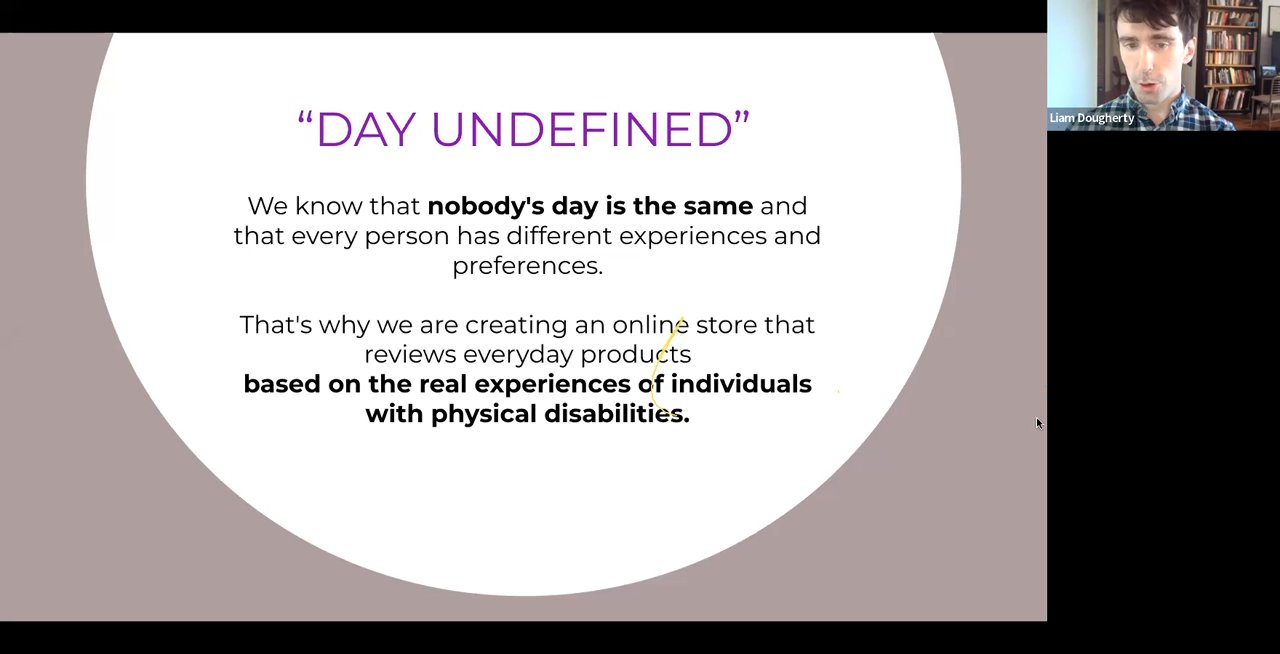 “DAY UNDEFINED”
We know that nobody's day is the same and
that every person has different experiences and
preferences.
That's why we are creating an online store that
reviews everyday products
based on the real experiences of individuals
with physical disabilities.
Liam Dougherty